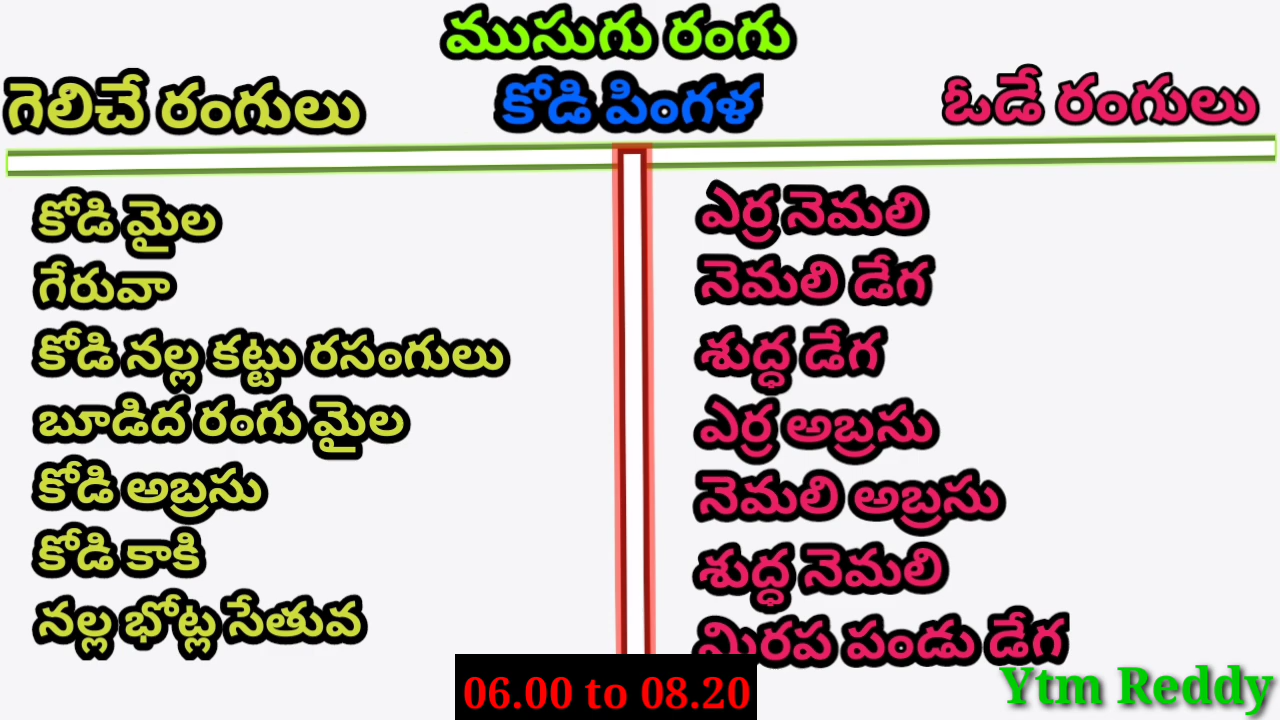 ముసుగు రంగు
గెలిచే రంగులు
కోడి పింగళ
ఓడే రంగులు
కోడి మైల
గేరువా
కోడి నల్ల కట్టు రసంగులు
బూడిద రంగు మైల
కోడి అబ్రసు
కోడి కాకి
నల్ల భోట్ల సేతువ
ఎర్ర నెమలి
నెమలి డేగ
శుద్ధ డేగ
ఎర్ర అబ్రసు
నెమలి అబ్రసు
శుద్ధ నెమలి
మిరప పండు డేగ
06.00 to 08.20
Ytm Reddy